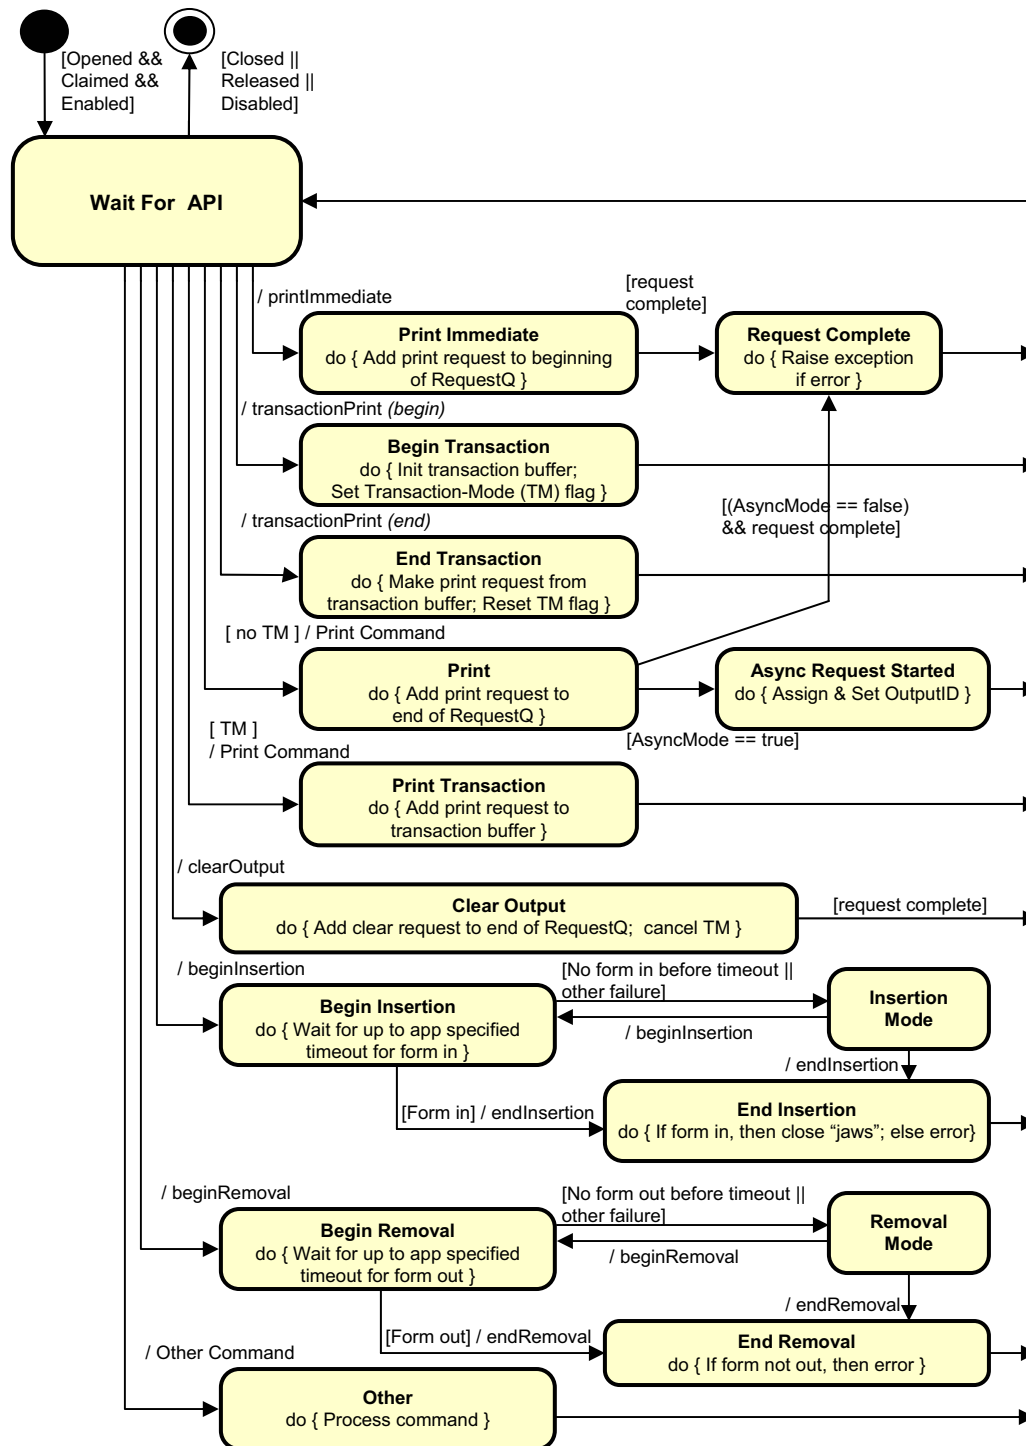 [Opened &&
Claimed &&
Enabled]
[Closed ||
Released ||
Disabled]
Wait For API
/ printImmediate
[request
complete]
Print Immediate
do { Add print request to beginning
of RequestQ }
Request Complete
do { Raise exception
if error }
/ transactionPrint (begin)
Begin Transaction
do { Init transaction buffer;
Set Transaction-Mode (TM) flag }
[(AsyncMode == false)
&& request complete]
/ transactionPrint (end)
End Transaction
do { Make print request from
transaction buffer; Reset TM flag }
[ no TM ] / Print Command
Print
do { Add print request to
end of RequestQ }
Async Request Started
do { Assign & Set OutputID }
[AsyncMode == true]
[ TM ]
/ Print Command
Print Transaction
do { Add print request to
transaction buffer }
/ clearOutput
Clear Output
do { Add clear request to end of RequestQ; cancel TM }
[request complete]
/ beginInsertion
Begin Insertion
do { Wait for up to app specified
timeout for form in }
[No form in before timeout ||
other failure]
/ beginInsertion
Insertion
Mode
/ endInsertion
[Form in] / endInsertion
End Insertion
do { If form in, then close “jaws”; else error}
/ beginRemoval
Begin Removal
do { Wait for up to app specified
timeout for form out }
[No form out before timeout ||
other failure]
/ beginRemoval
Removal
Mode
/ endRemoval
[Form out] / endRemoval
End Removal
do { If form not out, then error }
/ Other Command
Other
do { Process command }